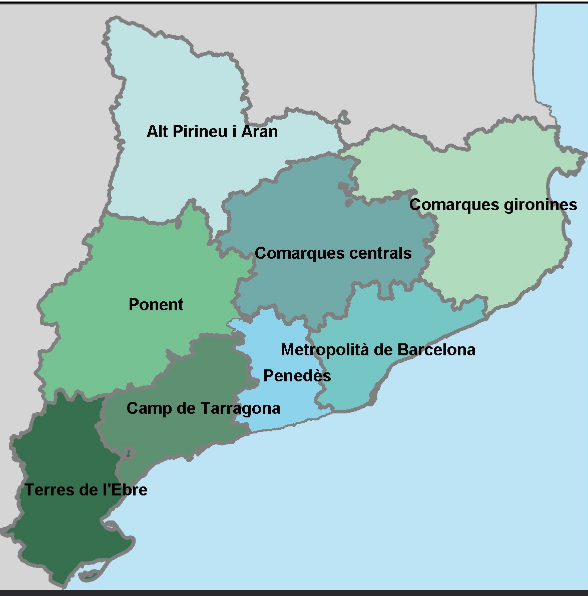 Alt Pirineu i Aran
Comarques gironines
Comarques centrals
Ponent
Metropolità de Barcelona
Penedès
Camp de Tarragona
Terres de l'Ebre